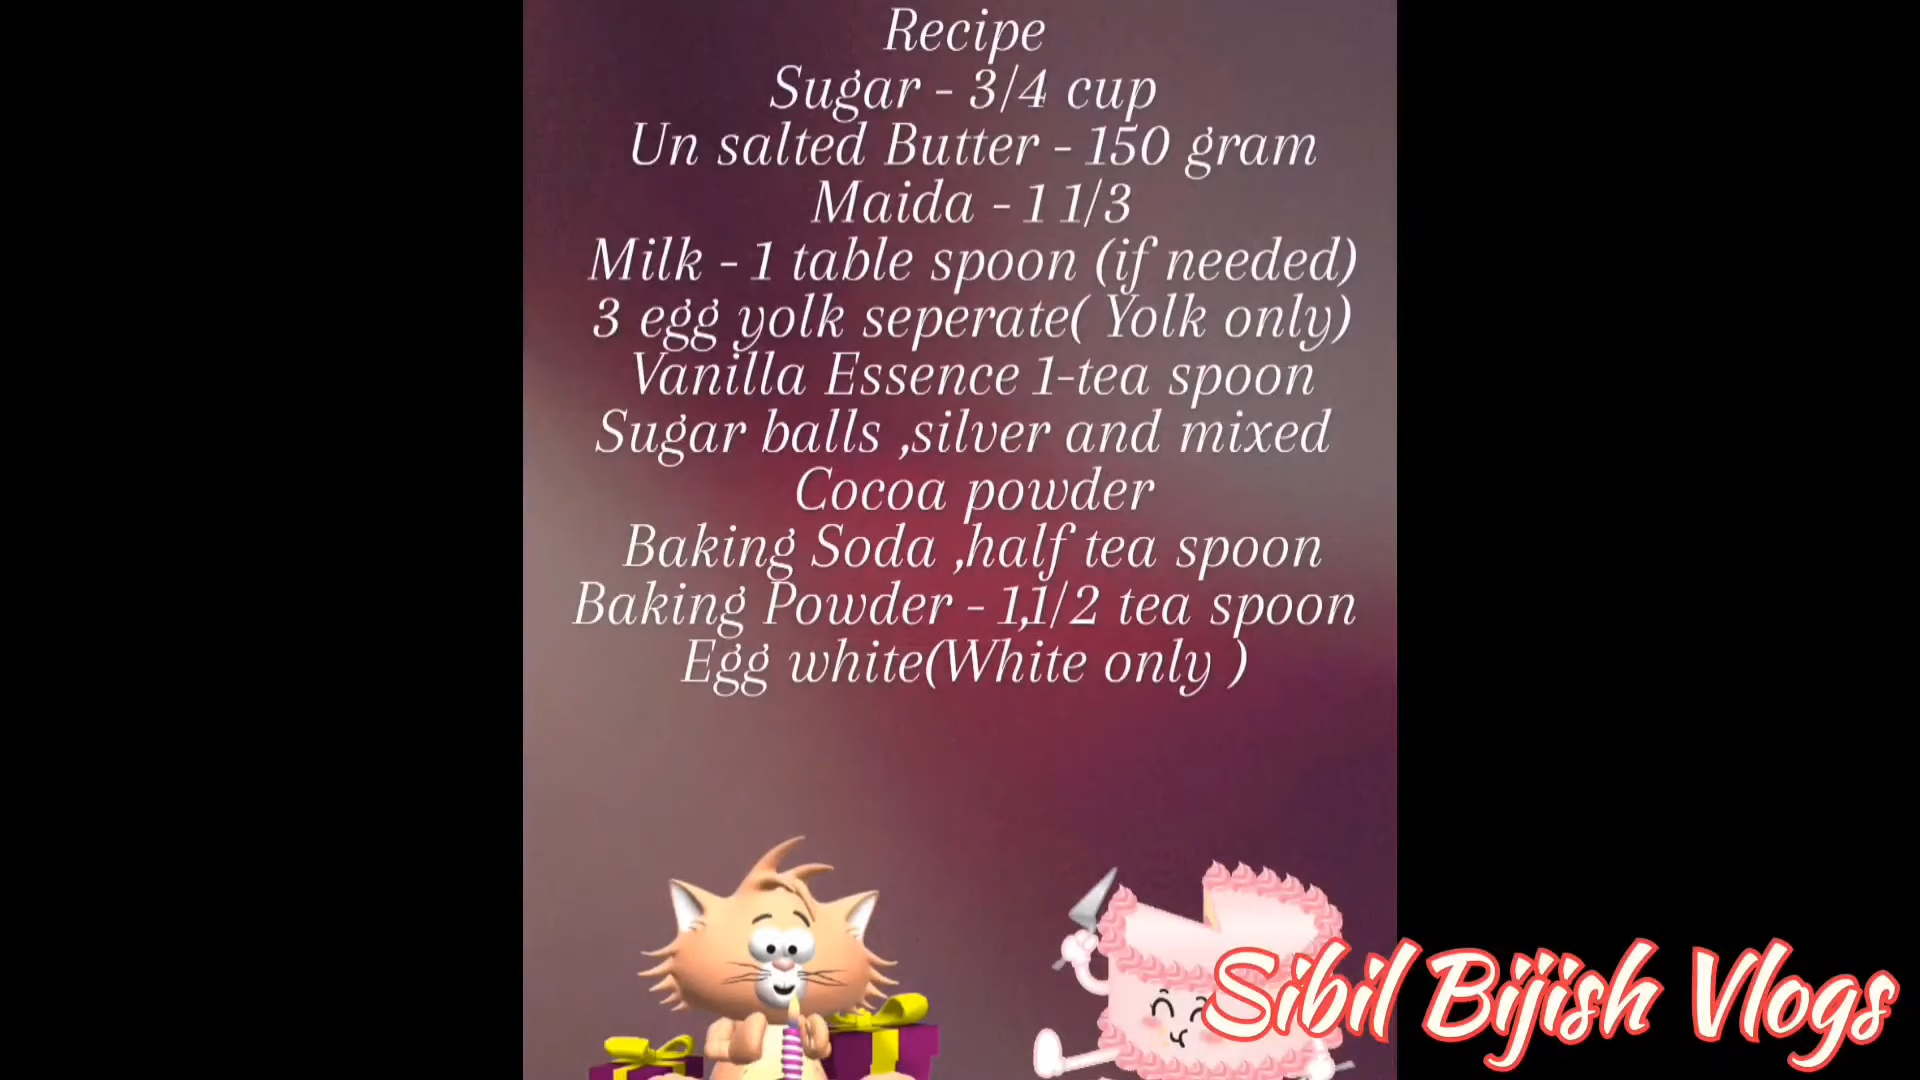 Recipe
Sugar - 3/4 cup
Un salted Butter - 150 gram
Maida - 1 1/3
Milk - 1 table spoon (if needed)
3 egg yolk seperate( Yolk only)
Vanilla Essence 1-tea spoon
Sugar balls ,silver and mixed
Cocoa powder
Baking Soda ,half tea spoon
Baking Powder - 1,1/2 tea spoon
Egg white(White only )
Sibil Bijish Vlogs